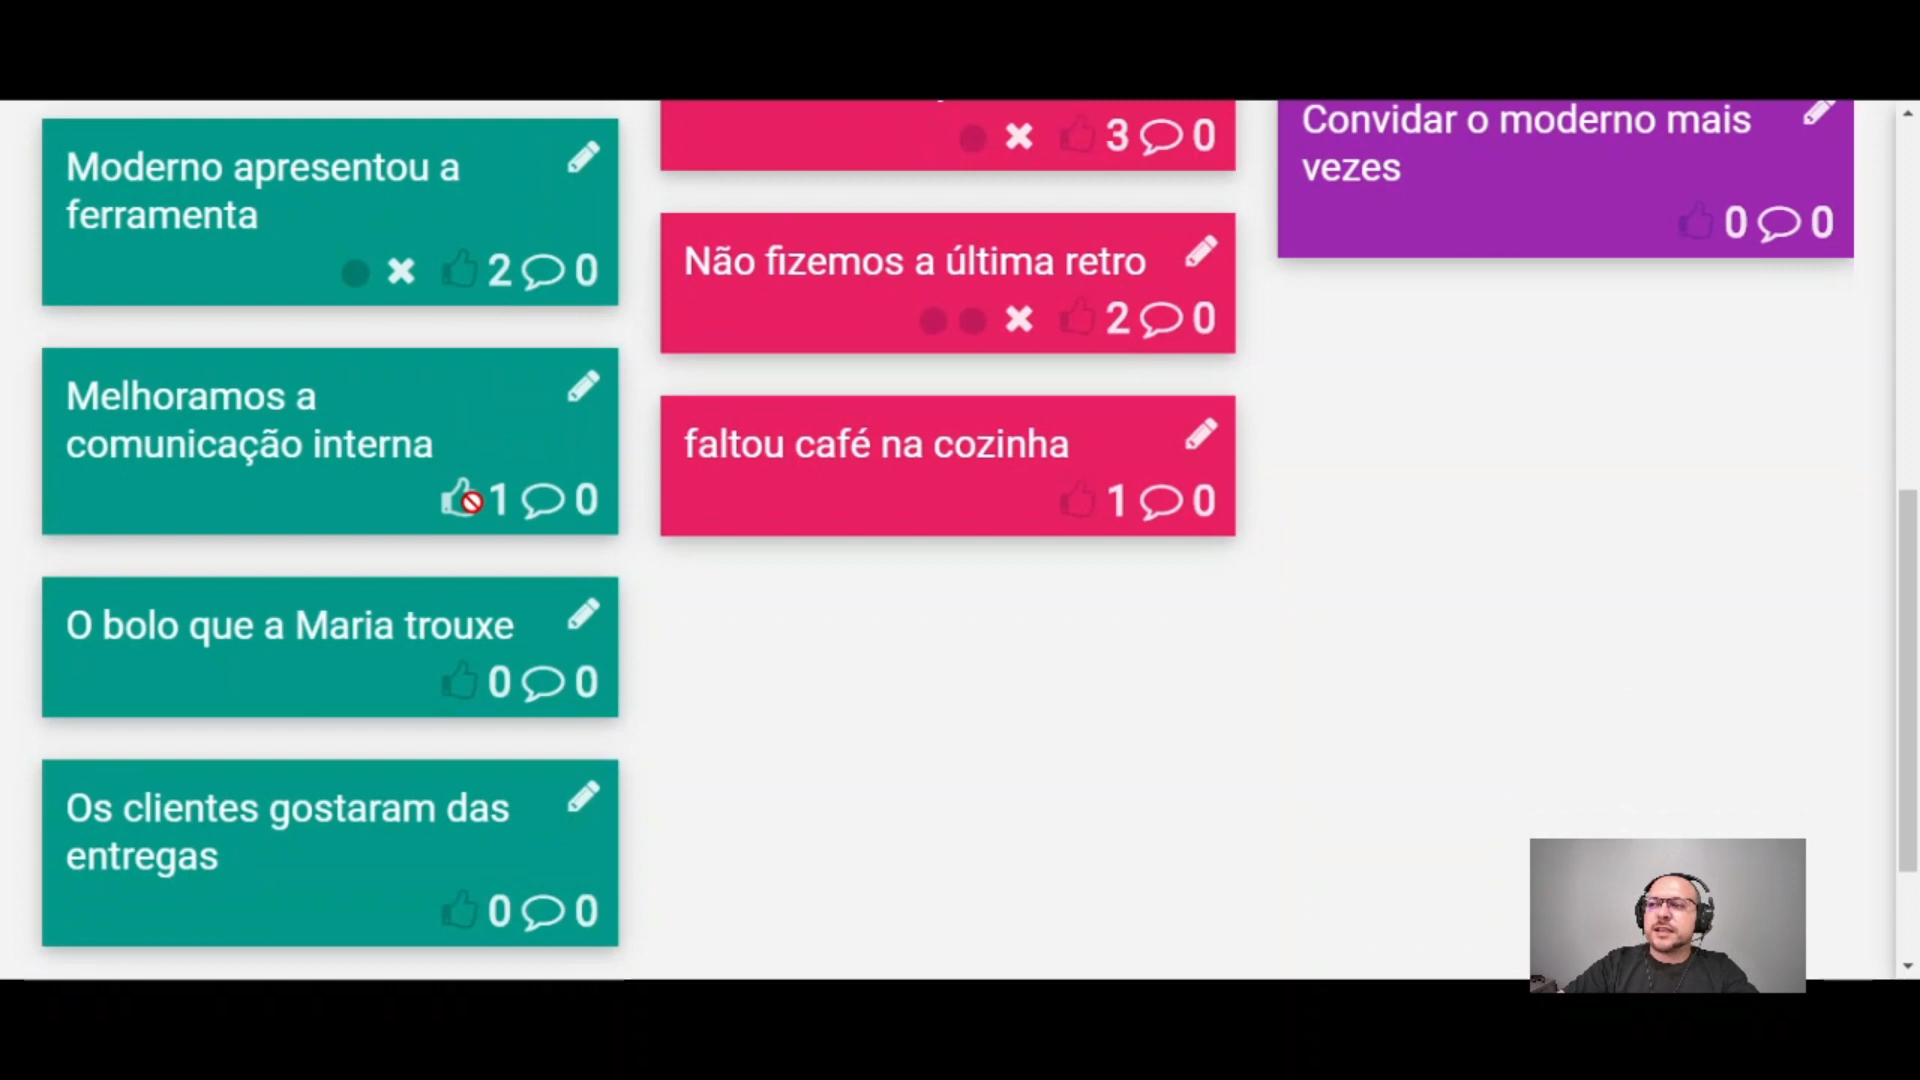 Moderno apresentou a
ferramenta
2 0
Melhoramos a
comunicação interna
1 0
O bolo que a Maria trouxe
0 0
Os clientes gostaram das
entregas
0 0
3 0
Não fizemos a última retro
2 0
faltou café na cozinha
1 0
Convidar o moderno mais
vezes
0 0